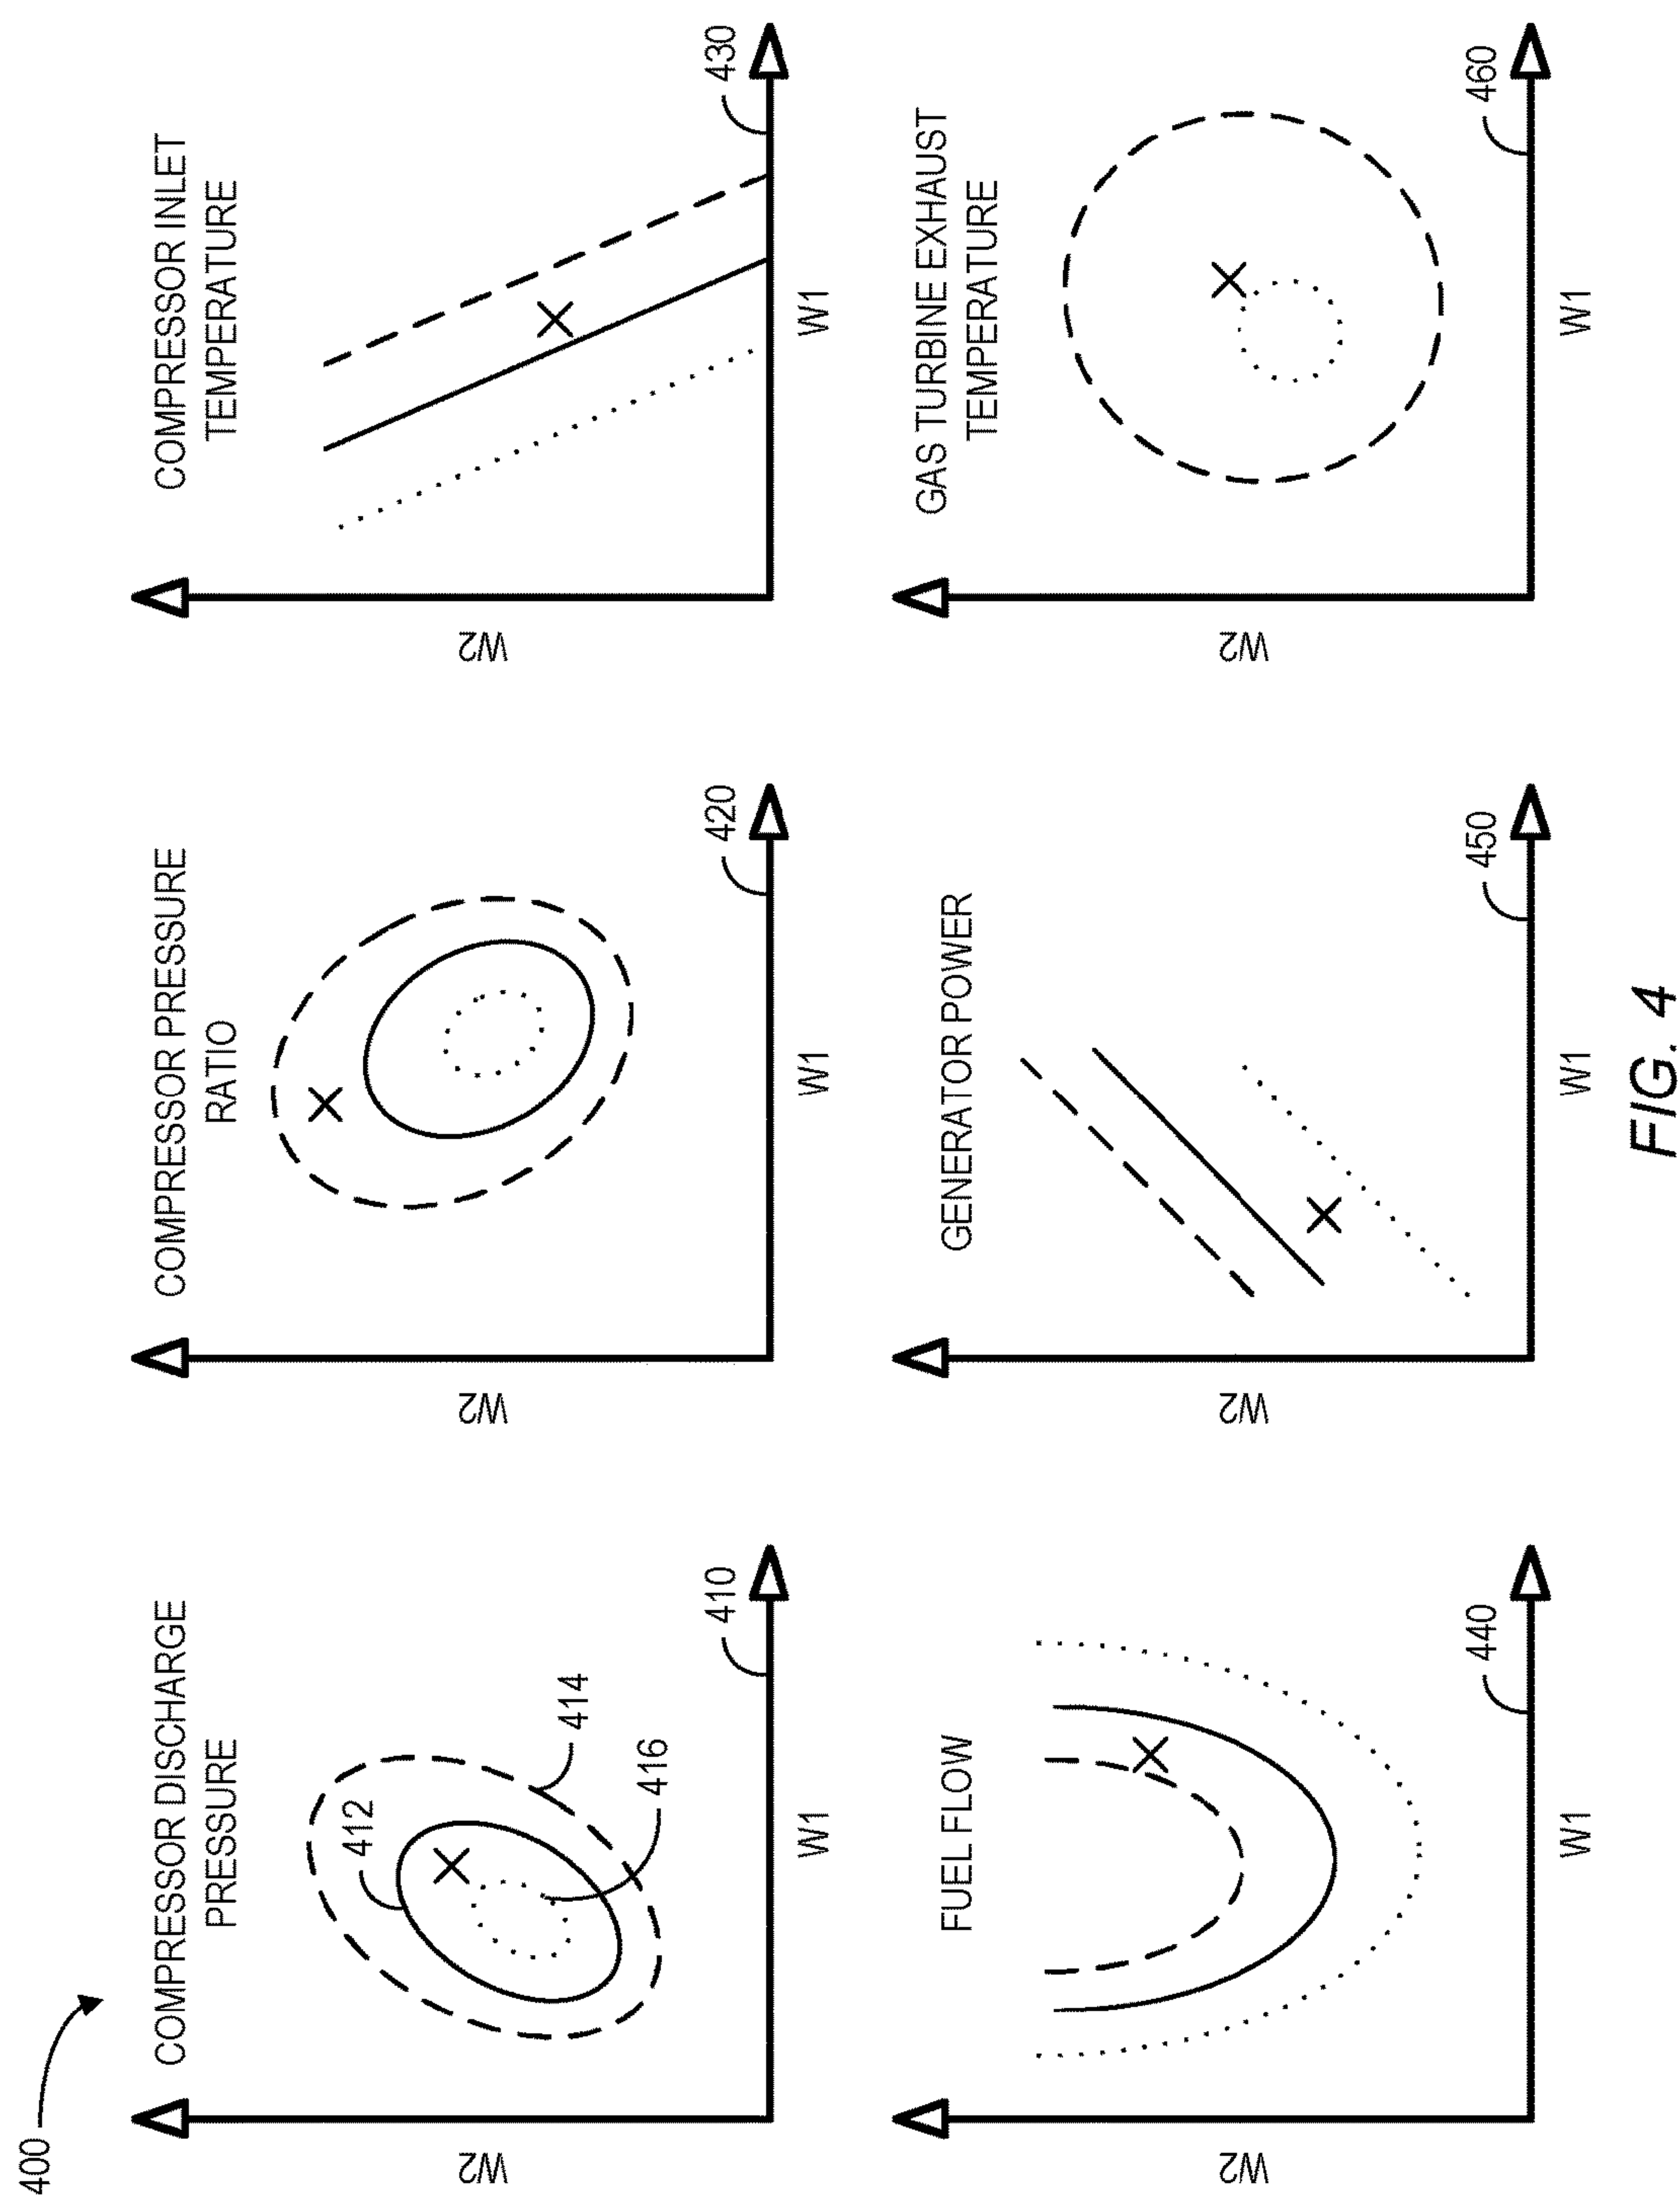 400
COMPRESSOR DISCHARGE
PRESSURE
412
414
416
410
W2
W1
COMPRESSOR PRESSURE
RATIO
420
W2
W1
COMPRESSOR INLET
TEMPERATURE
430
W2
W1
FUEL FLOW
440
W2
W1
GENERATOR POWER
450
W2
W1
GAS TURBINE EXHAUST
TEMPERATURE
460
W2
W1
FIG. 4